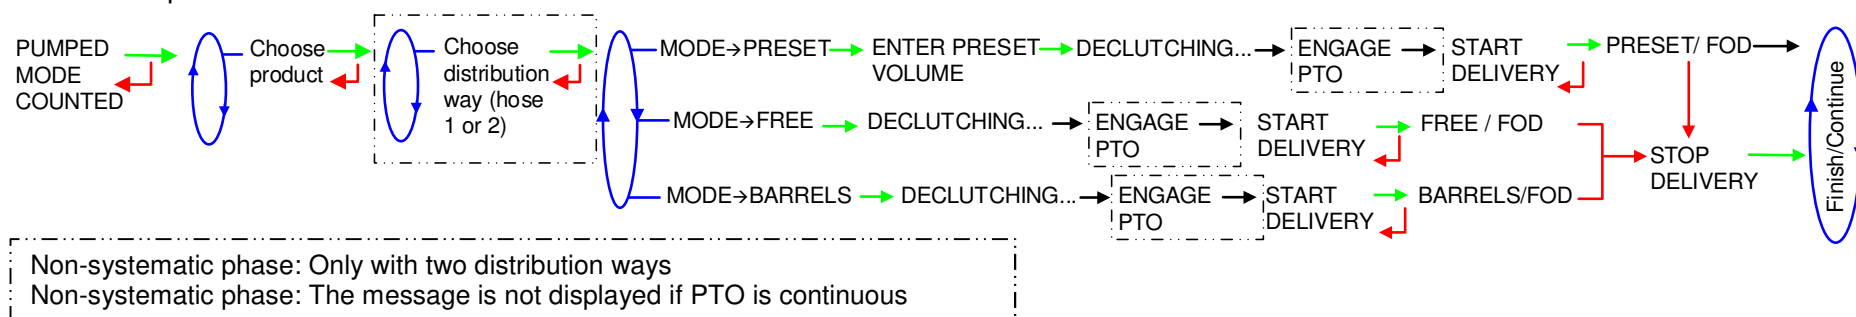 PUMPED
MODE
COUNTED
Choose
product
Choose
distribution
way (hose
1 or 2)
MODE→PRESET
ENTER PRESET
VOLUME
DECLUTCHING...
ENGAGE
PTO
START
DELIVERY
PRESET/ FOD
MODE→FREE
DECLUTCHING...
ENGAGE
PTO
START
DELIVERY
FREE / FOD
MODE→BARRELS
DECLUTCHING...
ENGAGE
PTO
START
DELIVERY
BARRELS/FOD
STOP
DELIVERY
Finish/Continue
Non-systematic phase: Only with two distribution ways
Non-systematic phase: The message is not displayed if PTO is continuous